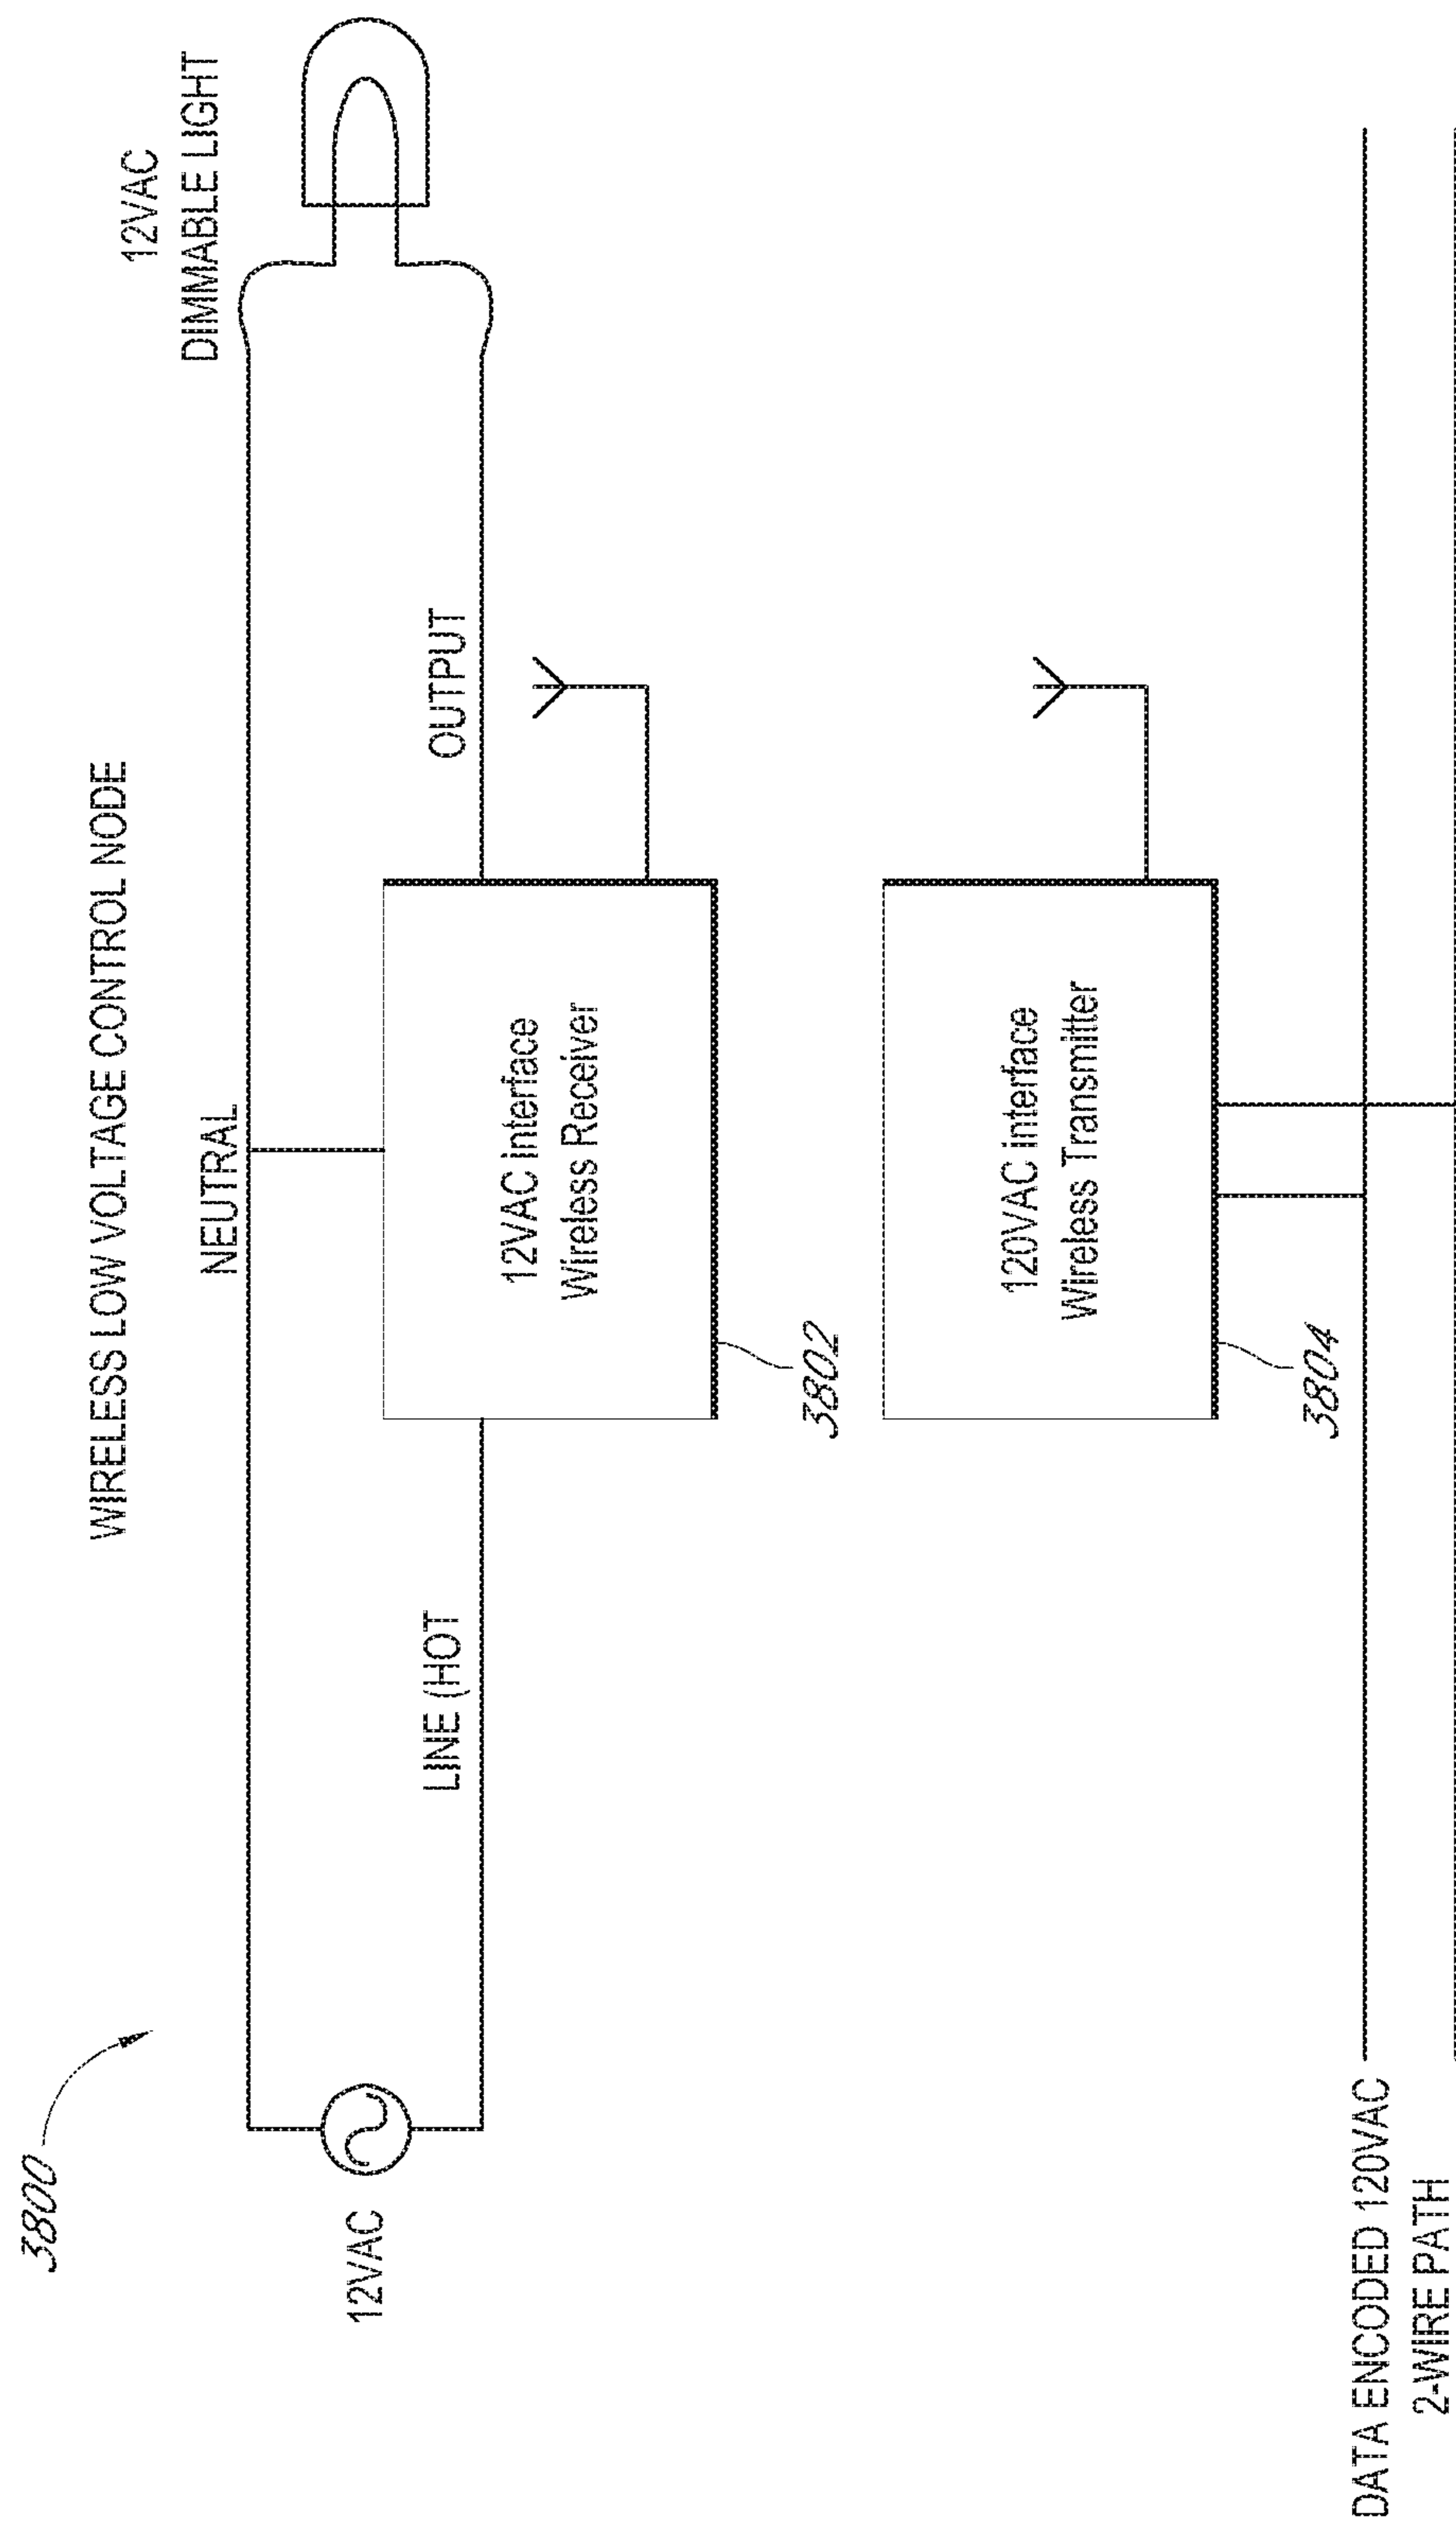 3800
WIRELESS LOW VOLTAGE CONTROL NODE
12VAC
DIMMABLE LIGHT
NEUTRAL
12VAC
LINE (HOT
OUTPUT
12VAC interface
Wireless Receiver
3802
120VAC interface
Wireless Transmitter
3804
DATA ENCODED 120VAC
2-WIRE PATH